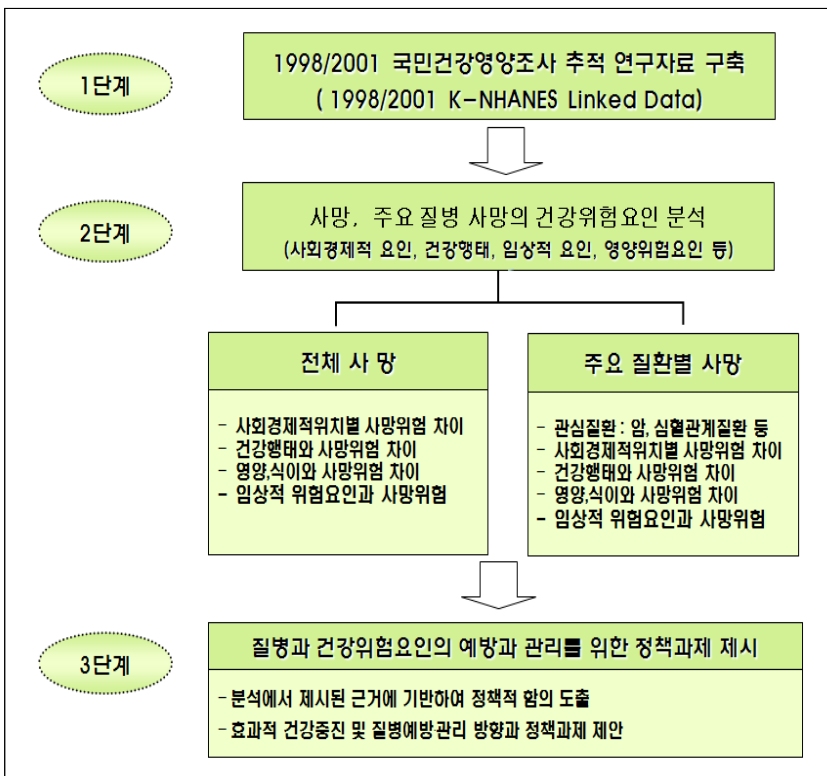 1단계
1998/2001 국민건강영양조사 추적 연구자료 구축
( 1998/2001 K-NHANES Linked Data)
2단계
사망, 주요 질병 사망의 건강위험요인 분석
(사회경제적 요인, 건강행태, 임상적 요인, 영양위험요인 등)
전체 사 망
- 사회경제적위치별 사망위험 차이
- 건강행태와 사망위험 차이
- 영양,식이와 사망위험 차이
- 임상적 위험요인과 사망위험
주요 질환별 사망
- 관심질환 : 암, 심혈관계질환 등
- 사회경제적위치별 사망위험 차이
- 건강행태와 사망위험 차이
- 영양,식이와 사망위험 차이
- 임상적 위험요인과 사망위험
3단계
질병과 건강위험요인의 예방과 관리를 위한 정책과제 제시
- 분석에서 제시된 근거에 기반하여 정책적 함의 도출
- 효과적 건강증진 및 질병예방관리 방향과 정책과제 제안